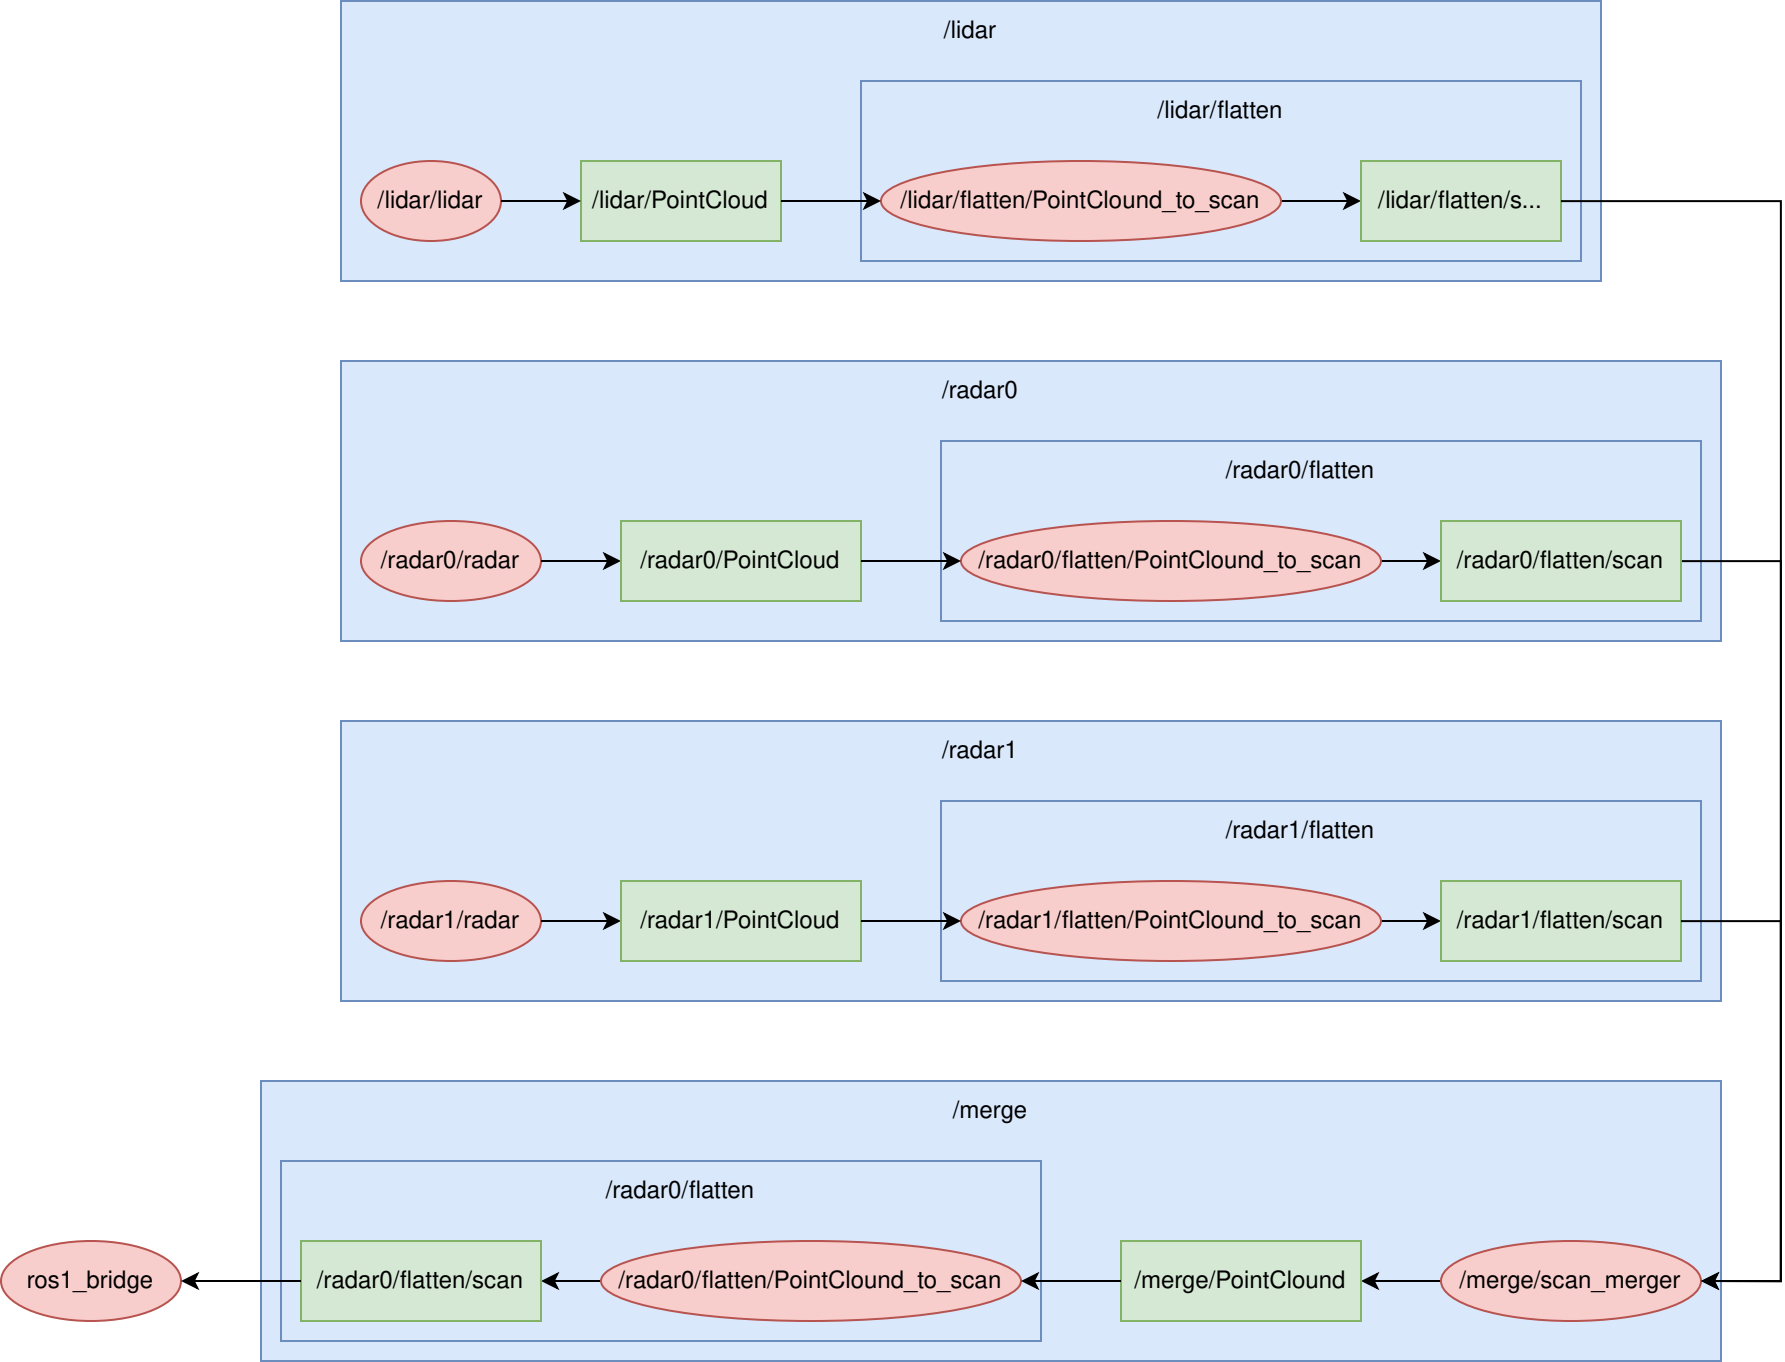 /lidar
/lidar/flatten
/lidar/lidar
/lidar/PointCloud
/lidar/flatten/PointClound_to_scan
/lidar/flatten/s...
/radar0
/radar0/flatten
/radar0/radar
/radar0/PointCloud
/radar0/flatten/PointClound_to_scan
/radar0/flatten/scan
/radar1
/radar1/flatten
/radar1/radar
/radar1/PointCloud
/radar1/flatten/PointClound_to_scan
/radar1/flatten/scan
/merge
/radar0/flatten
ros1_bridge
/radar0/flatten/scan
/radar0/flatten/PointClound_to_scan
/merge/PointClound
/merge/scan_merger